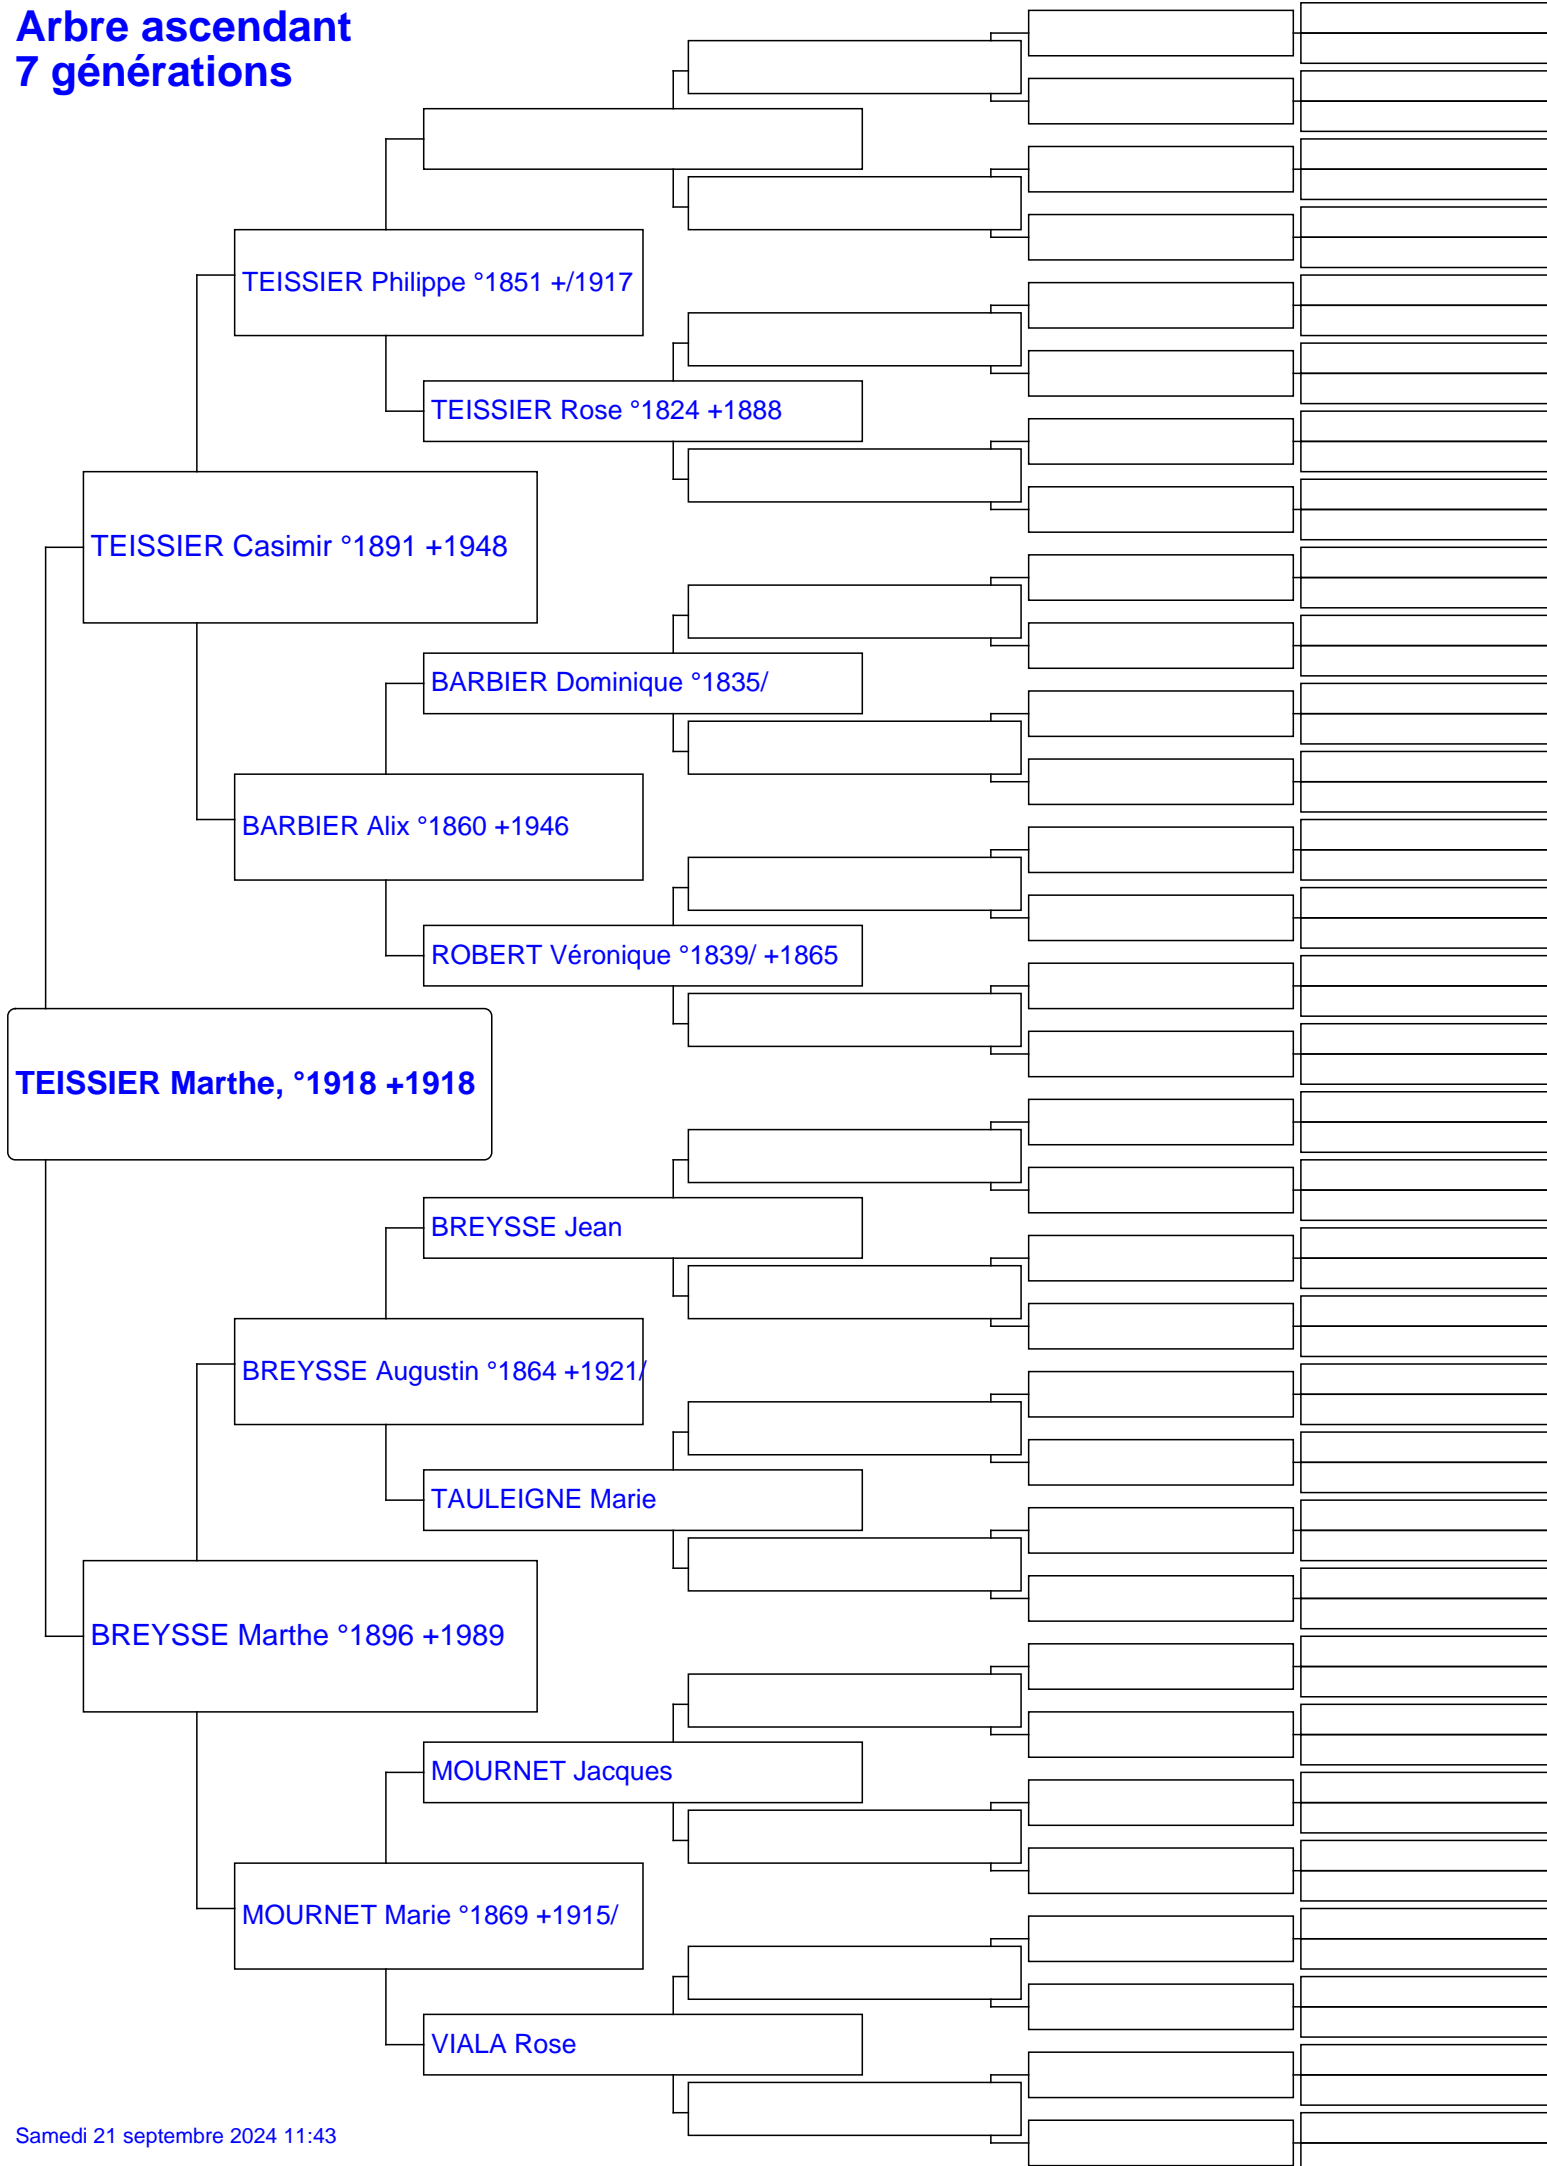 Arbre ascendant
7 générations
TEISSIER Philippe °1851 +/1917
TEISSIER Rose °1824 +1888
TEISSIER Casimir °1891 +1948
BARBIER Dominique °1835/
BARBIER Alix °1860 +1946
ROBERT Véronique °1839/ +1865
TEISSIER Marthe, °1918 +1918
BREYSSE Jean
BREYSSE Augustin °1864 +1921/
TAULEIGNE Marie
BREYSSE Marthe °1896 +1989
MOURNET Jacques
MOURNET Marie °1869 +1915/
VIALA Rose
Samedi 21 septembre 2024 11:43